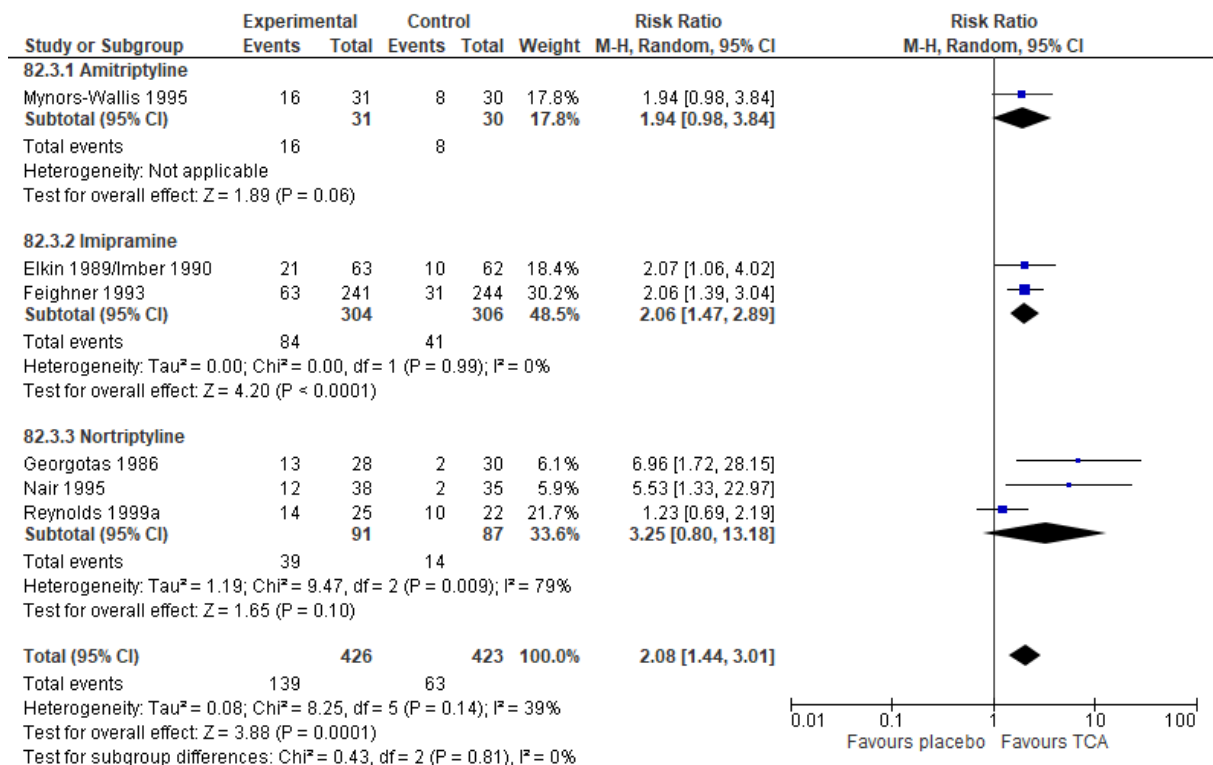 Experimental Control Risk Ratio Risk Ratio
Study or Subgroup Events Total Events Total Weight M-H, Random, 95% CI M-H, Random, 95% CI
82.3.1 Amitriptyline
Mynors-Wallis 1995 16 31 8 30 17.8% 1.94 [0.98, 3.84]
Subtotal (95% CI) 31 30 17.8% 1.94 [0.98, 3.84]
Total events 16 8
Heterogeneity: Not applicable
Test for overall effect: Z = 1.89 (P = 0.06)
82.3.2 Imipramine
Elkin 1989/Imber 1990 21 63 10 62 18.4% 2.07 [1.06, 4.02]
Feighner 1993 63 241 31 244 30.2% 2.06 [1.39, 3.04]
Subtotal (95% CI) 304 306 48.5% 2.06 [1.47, 2.89]
Total events 84 41
Heterogeneity: Tau² = 0.00; Chi² = 0.00, df = 1 (P = 0.99); I² = 0%
Test for overall effect: Z = 4.20 (P < 0.0001)
82.3.3 Nortriptyline
Georgotas 1986 13 28 2 30 6.1% 6.96 [1.72, 28.15]
Nair 1995 12 38 2 35 5.9% 5.53 [1.33, 22.97]
Reynolds 1999a 14 25 10 22 21.7% 1.23 [0.69, 2.19]
Subtotal (95% CI) 91 87 33.6% 3.25 [0.80, 13.18]
Total events 39 14
Heterogeneity: Tau² = 1.19; Chi² = 9.47, df = 2 (P = 0.009); I² = 79%
Test for overall effect: Z = 1.65 (P = 0.10)
Total (95% CI) 426 423 100.0% 2.08 [1.44, 3.01]
Total events 139 63
Heterogeneity: Tau² = 0.08; Chi² = 8.25, df = 5 (P = 0.14); I² = 39%
Test for overall effect: Z = 3.88 (P = 0.0001)
Test for subgroup differences: Chi² = 0.43, df = 2 (P = 0.81), I² = 0%
0.01 0.1 1 10 100
Favours placebo Favours TCA